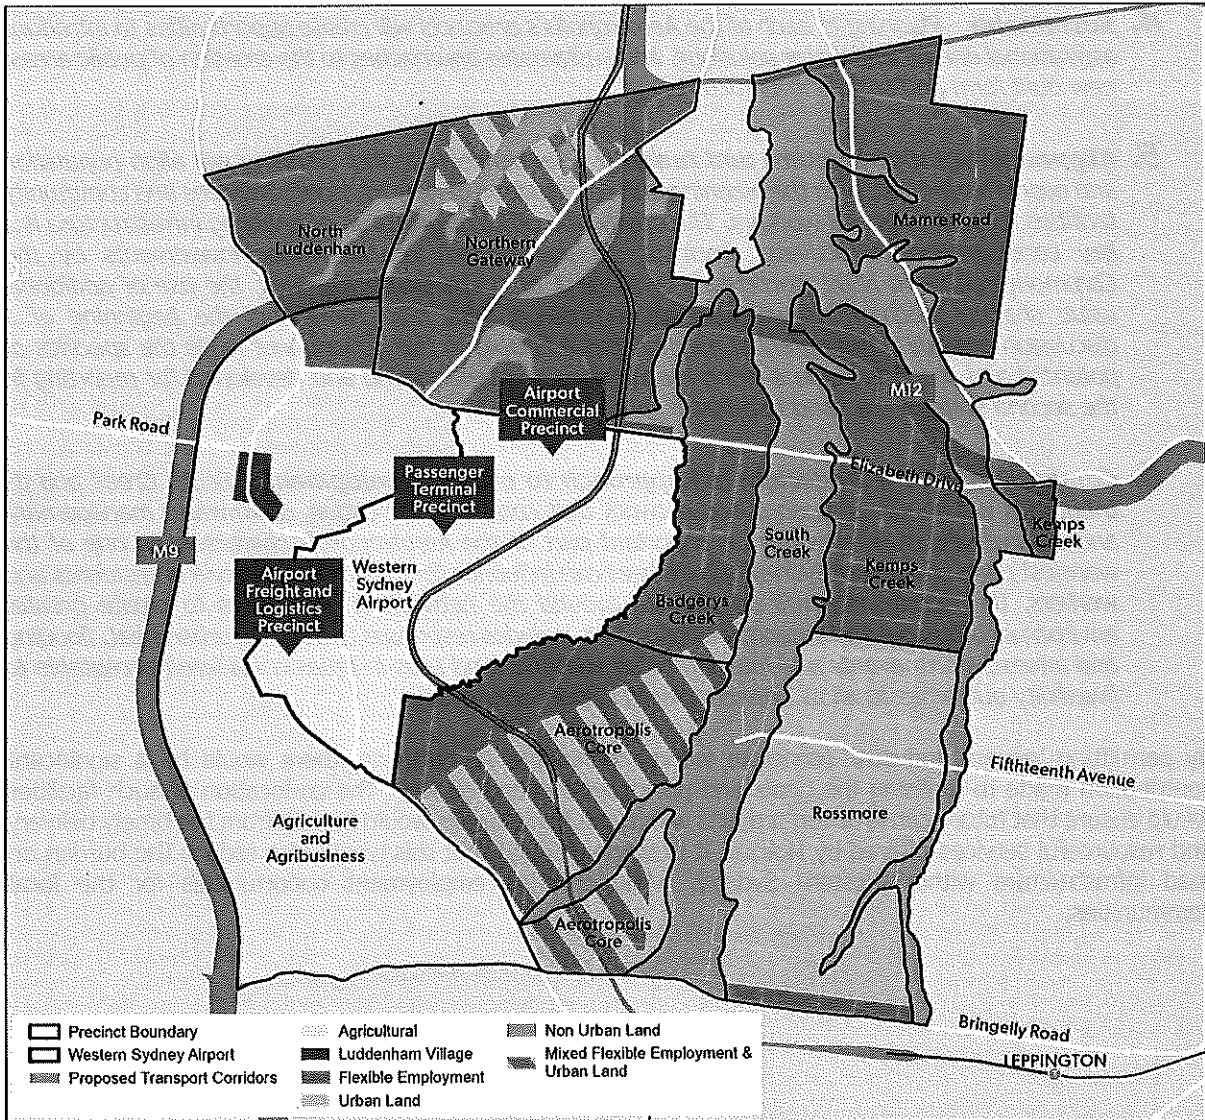 North
Luddenham
Northern
Gateway
Mamre Road
Airport
Commercial
Precinct
M12
Park Road
Passenger
Terminal
Precinct
Elizabeth Drive
M9
Airport
Freight and
Logistics
Precinct
Western
Sydney
Airport
South
Creek
Kemps
Creek
Kemps
Creek
Badgerys
Creek
Aerotropolis
Core
Fifthteenth Avenue
Rossmore
Agriculture
and
Agribusiness
Aerotropolis
Core
Bringelly Road
LEPPINGTON
Precinct Boundary
Western Sydney Airport
Proposed Transport Corridors
Agricultural
Luddenham Village
Flexible Employment
Urban Land
Non Urban Land
Mixed Flexible Employment &
Urban Land